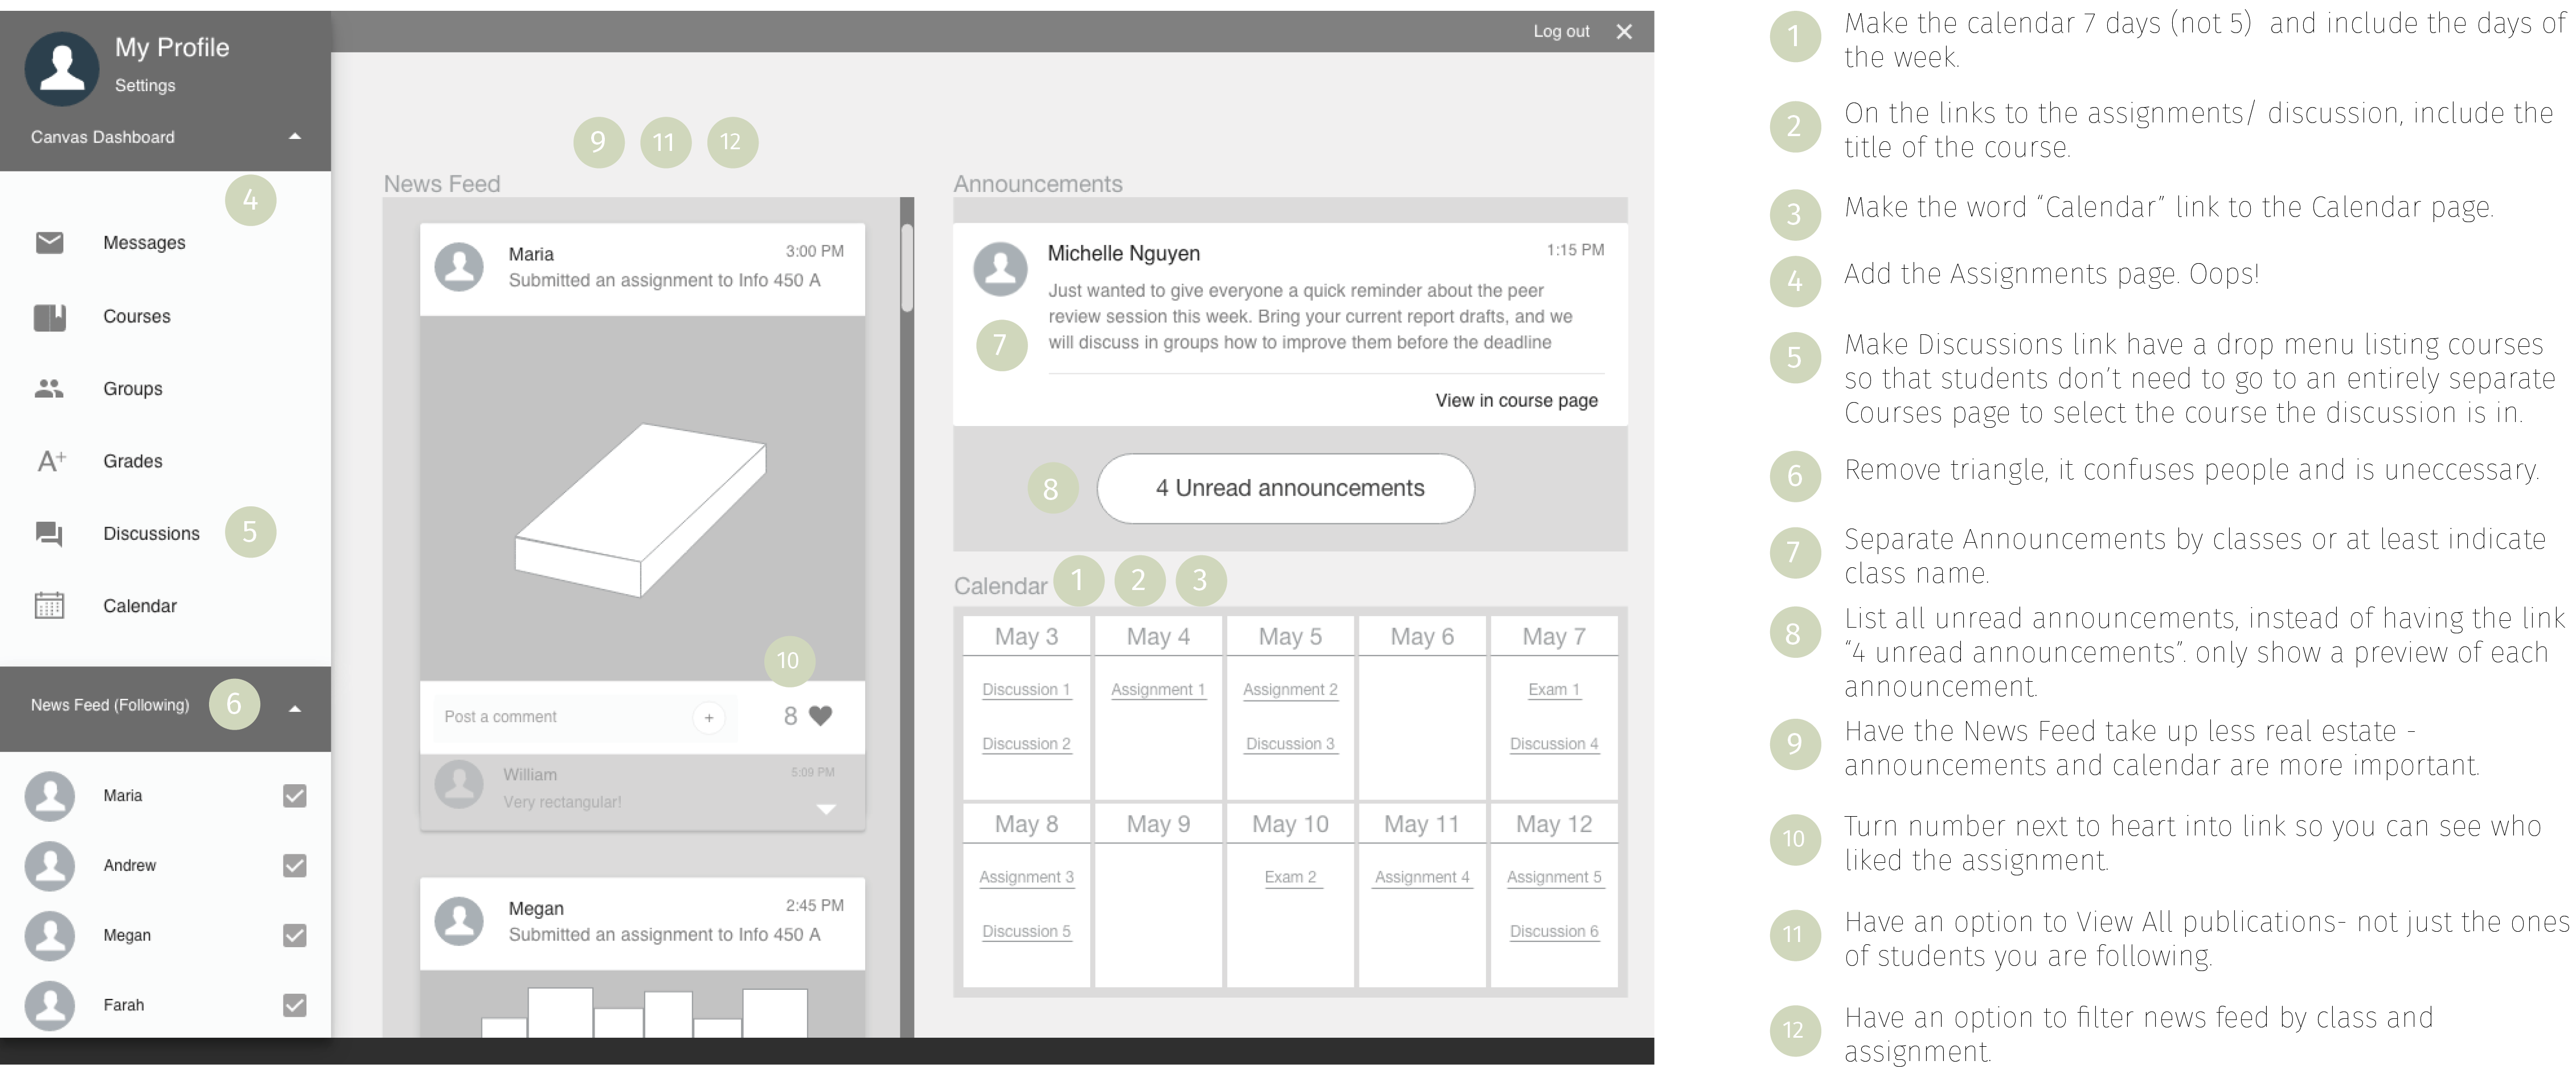 My Profile
Settings
Canvas Dashboard
4
Messages
Courses
Groups
A+ Grades
Discussions 5
Calendar
News Feed (Following) 6
Maria
Andrew
Megan
Farah
Log out
9 11 12
News Feed
Maria 3:00 PM
Submitted an assignment to Info 450 A
10
Post a comment + 8
William 5:09 PM
Very rectangular!
Megan 2:45 PM
Submitted an assignment to Info 450 A
Announcements
Michelle Nguyen 1:15 PM
Just wanted to give everyone a quick reminder about the peer
review session this week. Bring your current report drafts, and we
7 will discuss in groups how to improve them before the deadline
View in course page
8 4 Unread announcements
Calendar 1 2 3
May 3 May 4 May 5 May 6 May 7
Discussion 1 Assignment 1 Assignment 2 Exam 1
Discussion 2 Discussion 3 Discussion 4
May 8 May 9 May 10 May 11 May 12
Assignment 3 Exam 2 Assignment 4 Assignment 5
Discussion 5 Discussion 6
1 Make the calendar 7 days (not 5) and include the days of
the week.
2 On the links to the assignments/ discussion, include the
title of the course.
3 Make the word “Calendar” link to the Calendar page.
4 Add the Assignments page. Oops!
5 Make Discussions link have a drop menu listing courses
so that students don’t need to go to an entirely separate
Courses page to select the course the discussion is in.
6 Remove triangle, it confuses people and is uneccessary.
7 Separate Announcements by classes or at least indicate
class name.
8 List all unread announcements, instead of having the link
“4 unread announcements”. only show a preview of each
announcement.
9 Have the News Feed take up less real estate -
announcements and calendar are more important.
10 Turn number next to heart into link so you can see who
liked the assignment.
11 Have an option to View All publications- not just the ones
of students you are following.
12 Have an option to filter news feed by class and
assignment.